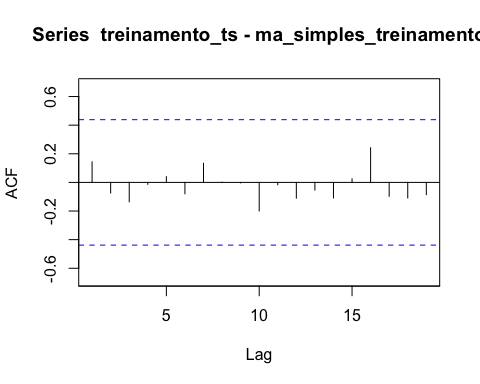 Series treinamento_ts - ma_simples_treinamento
0.6
0.2
-0.2
-0.6
ACF
5 10 15
Lag